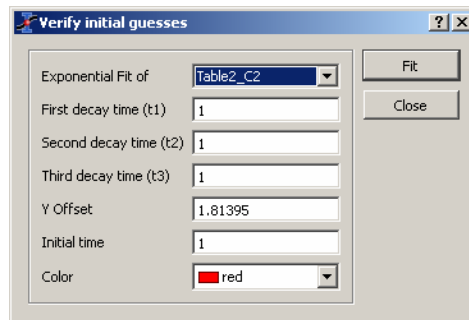 Verify initial guesses
Exponential Fit of Table2_C2
Fit
First decay time (t1) 1
Close
Second decay time (t2) 1
Third decay time (t3) 1
Y Offset 1.81395
Initial time 1
Color red